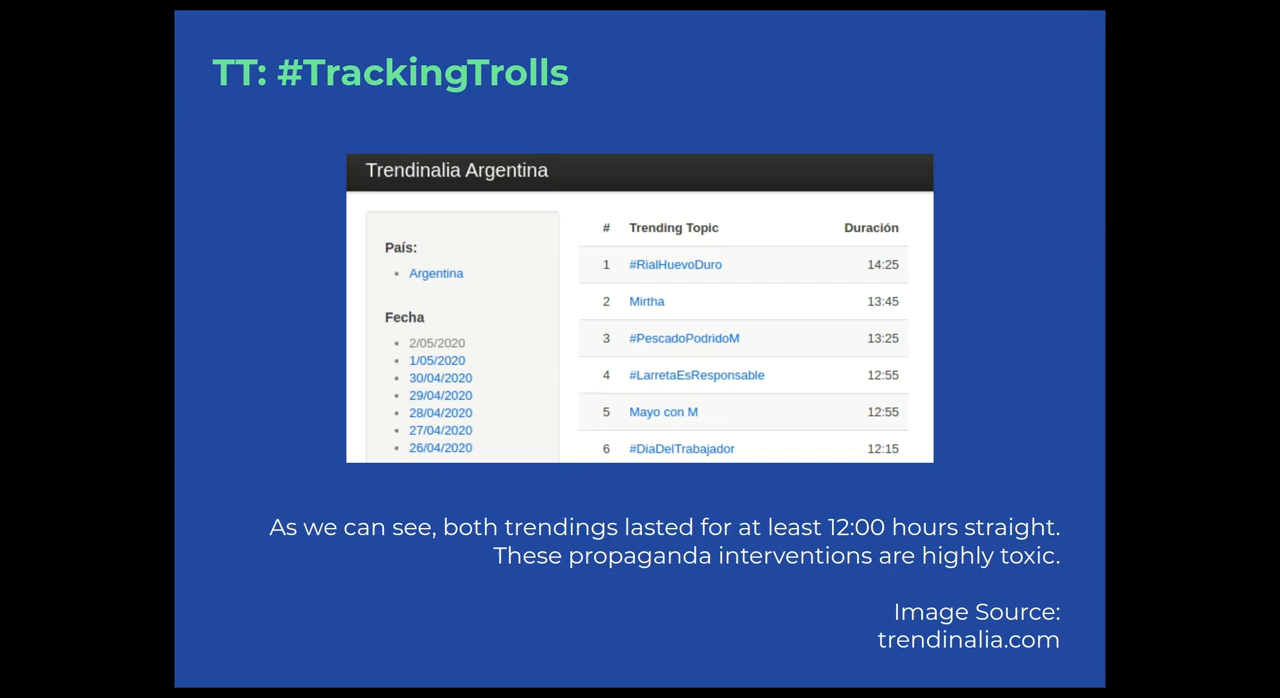 TT: #TrackingTrolls
Trendinalia Argentina
País:
Argentina
Fecha
2/05/2020
1/05/2020
30/04/2020
29/04/2020
28/04/2020
27/04/2020
26/04/2020
# Trending Topic Duración
1 #RialHuevoDuro 14:25
2 Mirtha 13:45
3 #PescadoPodridoM 13:25
4 #LarretaEsResponsable 12:55
5 Mayo con M 12:55
6 #DiaDelTrabajador 12:15
As we can see, both trendings lasted for at least 12:00 hours straight.
These propaganda interventions are highly toxic.
Image Source:
trendinalia.com